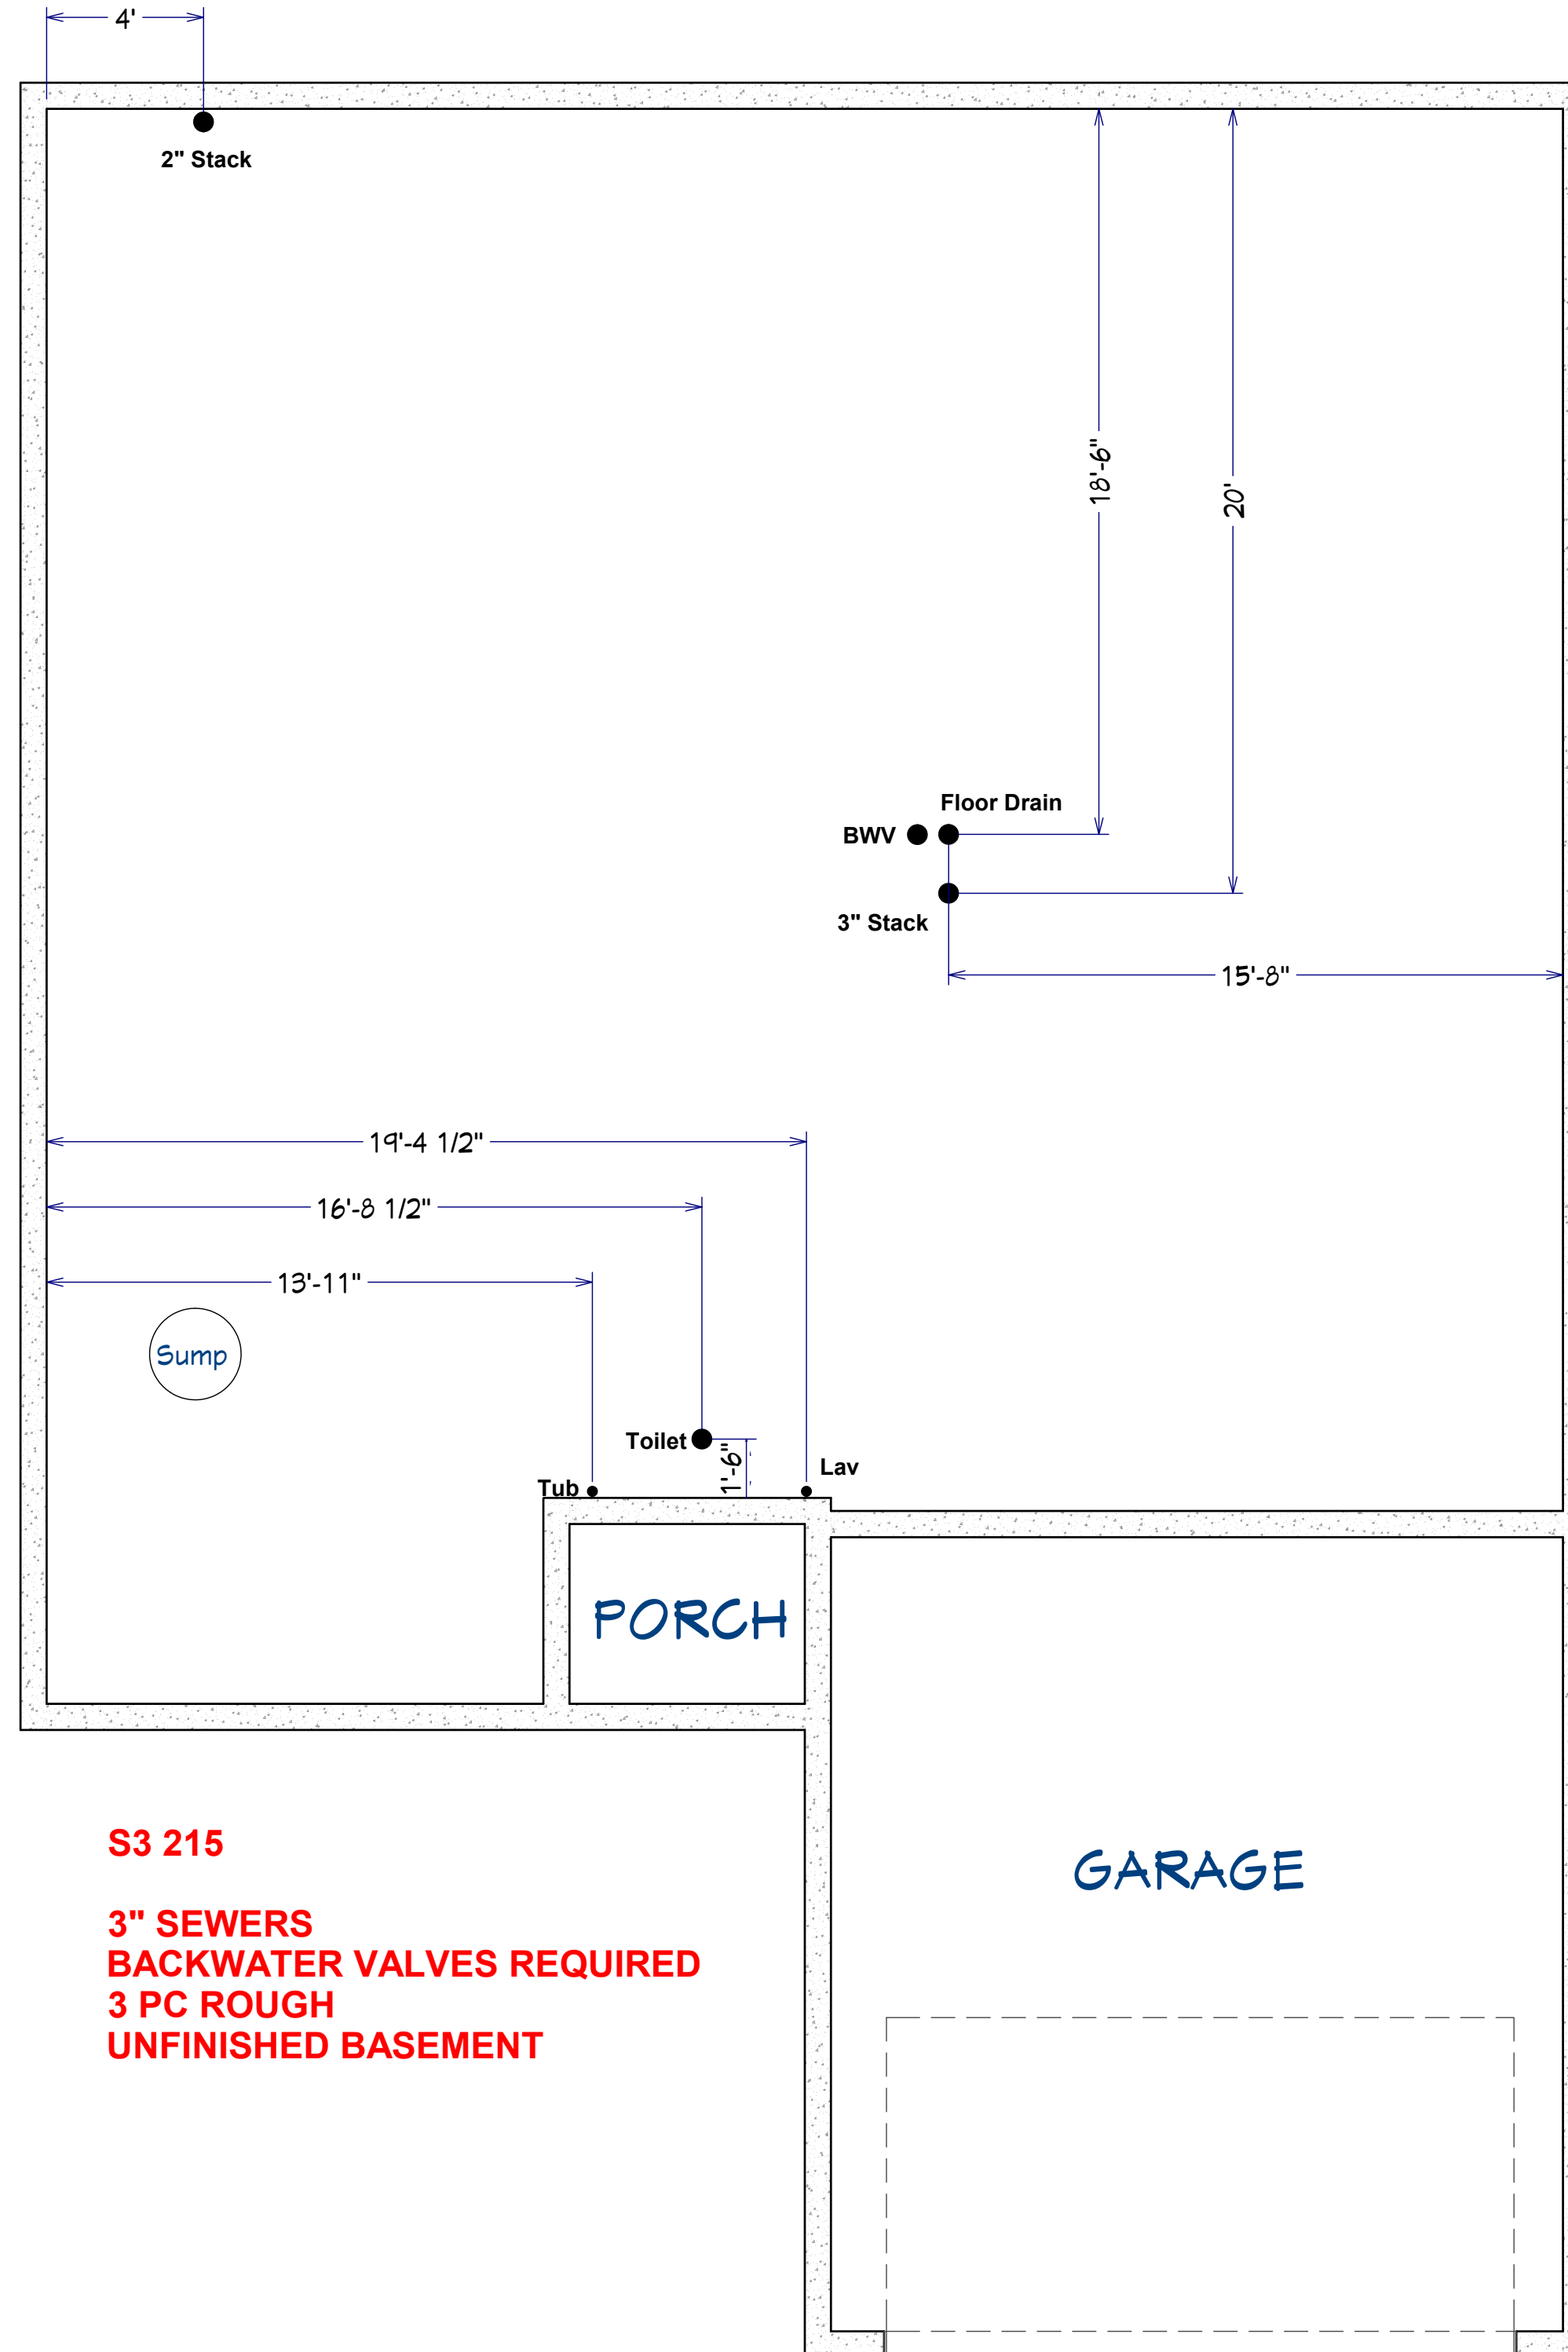 4'
2" Stack
18'-6"
20'
Floor Drain
BWV
3" Stack
15'-8"
19'-4 1/2"
16'-8 1/2"
13'-11"
Sump
Toilet
1'-6"
Lav
Tub
PORCH
GARAGE
S3 215
3" SEWERS
BACKWATER VALVES REQUIRED
3 PC ROUGH
UNFINISHED BASEMENT